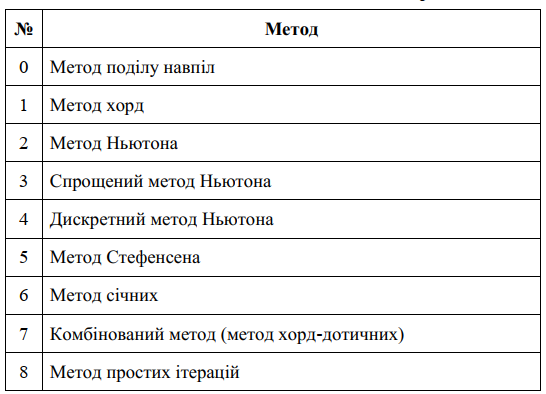 № Метод
0 Метод поділу навпіл
1 Метод хорд
2 Метод Ньютона
3 Спрощений метод Ньютона
4 Дискретний метод Ньютона
5 Метод Стефенсена
6 Метод січних
7 Комбінований метод (метод хорд-дотичних)
8 Метод простих ітерацій